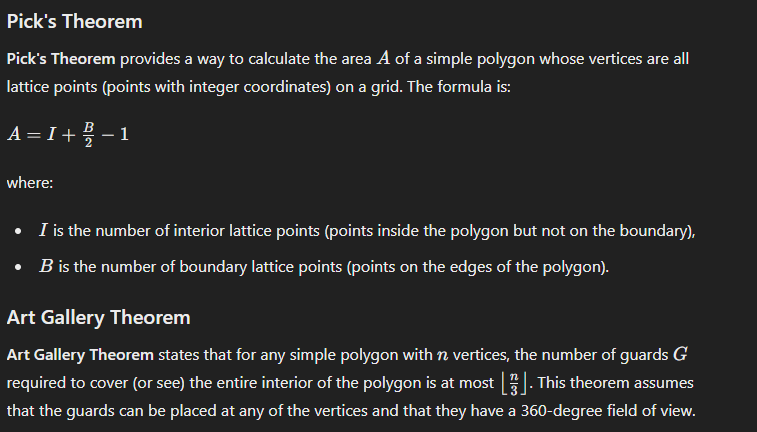 Pick's Theorem
Pick's Theorem provides a way to calculate the area A of a simple polygon whose vertices are all
lattice points (points with integer coordinates) on a grid. The formula is:
A = I + B/2 − 1
where:
• I is the number of interior lattice points (points inside the polygon but not on the boundary),
• B is the number of boundary lattice points (points on the edges of the polygon).
Art Gallery Theorem
Art Gallery Theorem states that for any simple polygon with n vertices, the number of guards G
required to cover (or see) the entire interior of the polygon is at most ⌊n/3⌋. This theorem assumes
that the guards can be placed at any of the vertices and that they have a 360-degree field of view.